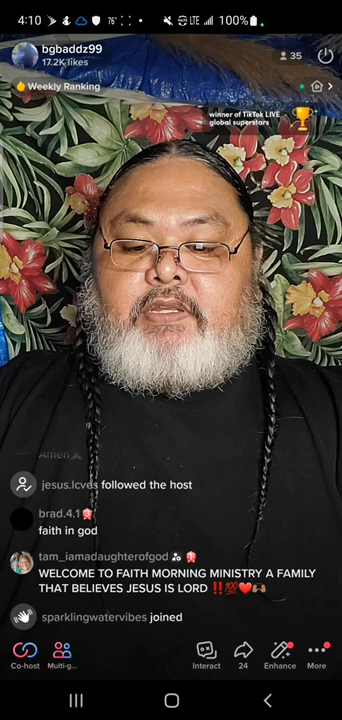 4:10
76°
LTE
100%
bgbaddz99
17.2K likes
35
Weekly Ranking
winner of TikTok LIVE
global superstars
Amen🙏
jesus.lcves followed the host
brad.4.1
faith in god
tam_iamadaughterofgod
WELCOME TO FAITH MORNING MINISTRY A FAMILY
THAT BELIEVES JESUS IS LORD ‼️💯❤️🙌🏾
sparklingwatervibes joined
Co-host
Multi-g...
Interact
24
Enhance
More